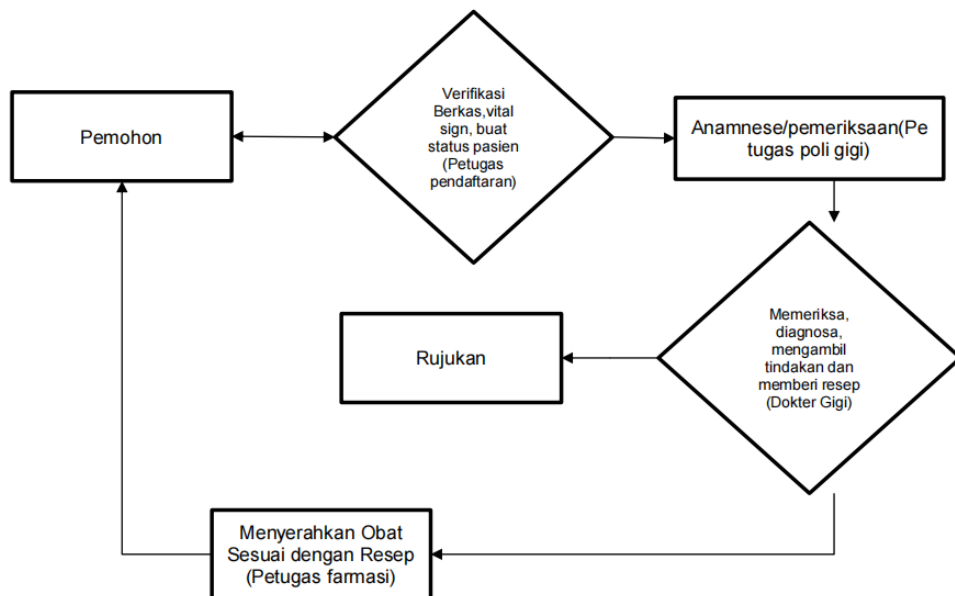 Pemohon
Verifikasi
Berkas,vital
sign, buat
status pasien
(Petugas
pendaftaran)
Anamnese/pemeriksaan(Pe
tugas poli gigi)
Memeriksa,
diagnosa,
mengambil
tindakan dan
memberi resep
(Dokter Gigi)
Rujukan
Menyerahkan Obat
Sesuai dengan Resep
(Petugas farmasi)